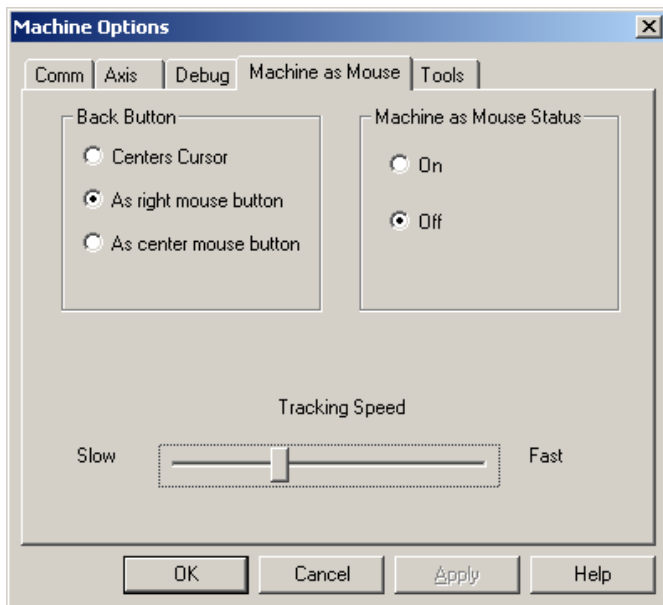 Machine Options
Comm Axis Debug Machine as Mouse Tools
Back Button
Centers Cursor
As right mouse button
As center mouse button
Machine as Mouse Status
On
Off
Tracking Speed
Slow Fast
OK Cancel Apply Help